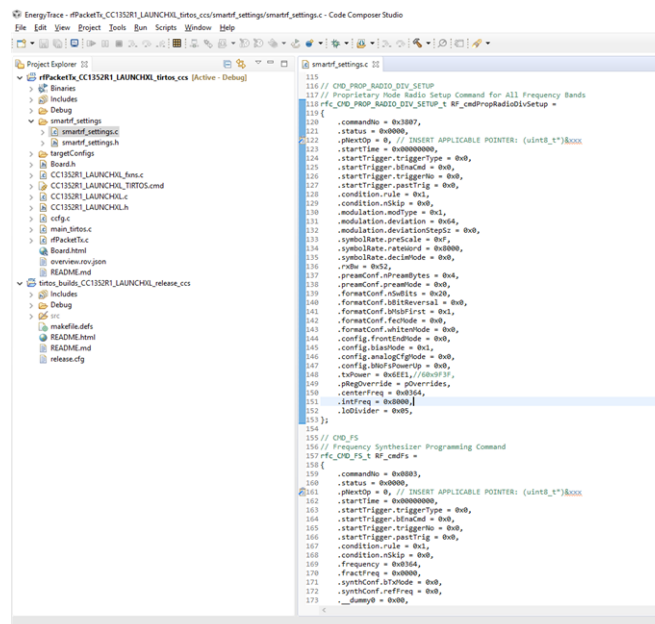 EnergyTrace - rfPacketTx_CC1352R1_LAUNCHXL_tirtos_ccs/smartrf_settings/smartrf_settings.c - Code Composer Studio
File Edit View Project Tools Run Scripts Window Help
Project Explorer
rfPacketTx_CC1352R1_LAUNCHXL_tirtos_ccs [Active - Debug]
Binaries
Includes
Debug
smartrf_settings
smartrf_settings.c
smartrf_settings.h
targetConfigs
Board.h
CC1352R1_LAUNCHXL_fxns.c
CC1352R1_LAUNCHXL_TIRTOS.cmd
CC1352R1_LAUNCHXL.c
CC1352R1_LAUNCHXL.h
ccfg.c
main_tirtos.c
rfPacketTx.c
Board.html
overview.rov.json
README.md
tirtos_builds_CC1352R1_LAUNCHXL_release_ccs
Includes
Debug
src
makefile.defs
README.html
README.md
release.cfg
smartrf_settings.c
115
116 // CMD_PROP_RADIO_DIV_SETUP
117 // Proprietary Mode Radio Setup Command for All Frequency Bands
118 rfc_CMD_PROP_RADIO_DIV_SETUP_t RF_cmdPropRadioDivSetup =
119 {
120 .commandNo = 0x3807,
121 .status = 0x0000,
122 .pNextOp = 0, // INSERT APPLICABLE POINTER: (uint8_t*)&xxx
123 .startTime = 0x00000000,
124 .startTrigger.triggerType = 0x0,
125 .startTrigger.bEnaCmd = 0x0,
126 .startTrigger.triggerNo = 0x0,
127 .startTrigger.pastTrig = 0x0,
128 .condition.rule = 0x1,
129 .condition.nSkip = 0x0,
130 .modulation.modType = 0x1,
131 .modulation.deviation = 0x64,
132 .modulation.deviationStepSz = 0x0,
133 .symbolRate.preScale = 0xF,
134 .symbolRate.rateWord = 0x8000,
135 .symbolRate.decimMode = 0x0,
136 .rxBw = 0x52,
137 .preamConf.nPreamBytes = 0x4,
138 .preamConf.preamMode = 0x0,
139 .formatConf.nSwBits = 0x20,
140 .formatConf.bBitReversal = 0x0,
141 .formatConf.bMsbFirst = 0x1,
142 .formatConf.fecMode = 0x0,
143 .formatConf.whitenMode = 0x0,
144 .config.frontEndMode = 0x0,
145 .config.biasMode = 0x1,
146 .config.analogCfgMode = 0x0,
147 .config.bNoFsPowerUp = 0x0,
148 .txPower = 0x6EE1,//60x9F3F,
149 .pRegOverride = pOverrides,
150 .centerFreq = 0x0364,
151 .intFreq = 0x8000,
152 .loDivider = 0x05,
153 };
154
155 // CMD_FS
156 // Frequency Synthesizer Programming Command
157 rfc_CMD_FS_t RF_cmdFs =
158 {
159 .commandNo = 0x0803,
160 .status = 0x0000,
161 .pNextOp = 0, // INSERT APPLICABLE POINTER: (uint8_t*)&xxx
162 .startTime = 0x00000000,
163 .startTrigger.triggerType = 0x0,
164 .startTrigger.bEnaCmd = 0x0,
165 .startTrigger.triggerNo = 0x0,
166 .startTrigger.pastTrig = 0x0,
167 .condition.rule = 0x1,
168 .condition.nSkip = 0x0,
169 .frequency = 0x0364,
170 .fractFreq = 0x0000,
171 .synthConf.bTxMode = 0x0,
172 .synthConf.refFreq = 0x0,
173 .__dummy0 = 0x00,